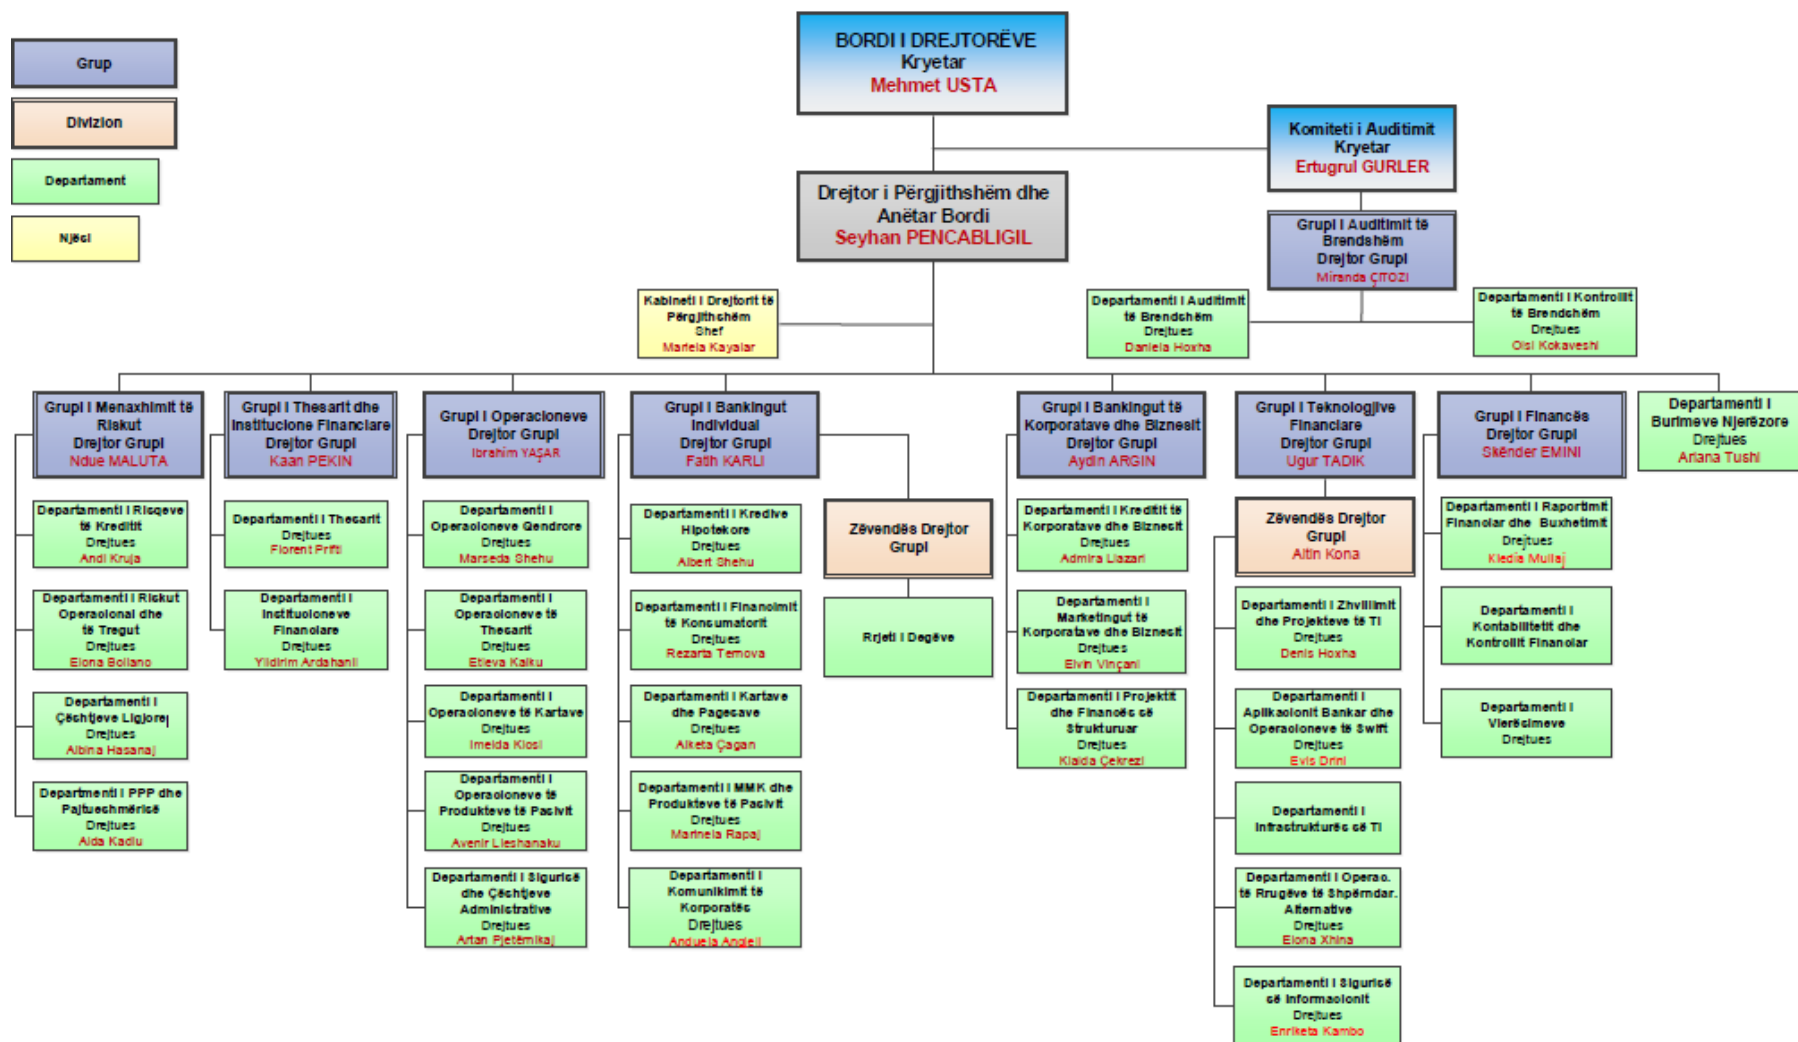 Grup
Divizion
Departament
Njësi
BORDI I DREJTORËVE
Kryetar
Mehmet USTA
Komiteti i Auditimit
Kryetar
Ertugrul GURLER
Drejtor i Përgjithshëm dhe
Anëtar Bordi
Seyhan PENCABLIGIL
Grupi i Auditimit të
Brendshëm
Drejtor Grupi
Miranda ÇITOZI
Kabineti i Drejtorit të
Përgjithshëm
Shef
Mariela Kayalar
Departamenti i Auditimit
të Brendshëm
Drejtues
Daniela Hoxha
Departamenti i Kontrollit
të Brendshëm
Drejtues
Olsi Kokaveshi
Grupi i Menaxhimit të
Riskut
Drejtor Grupi
Ndue MALUTA
Grupi i Thesarit dhe
Institucione Financiare
Drejtor Grupi
Kaan PEKIN
Grupi i Operacioneve
Drejtor Grupi
Ibrahim YAŞAR
Grupi i Bankingut
Individual
Drejtor Grupi
Fatih KARLI
Grupi i Bankingut të
Korporatave dhe Biznesit
Drejtor Grupi
Aydin ARGIN
Grupi i Teknologjive
Financiare
Drejtor Grupi
Ugur TADIK
Grupi i Financës
Drejtor Grupi
Skënder EMINI
Departamenti i
Burimeve Njerëzore
Drejtues
Ariana Tushi
Departamenti i Risqeve
të Kreditit
Drejtues
Andi Kruja
Departamenti i Riskut
Operacional dhe
të Tregut
Drejtues
Elona Bollano
Departamenti i
Çështjeve Ligjore
Drejtues
Albina Hasanaj
Departmenti i PPP dhe
Pajtueshmërisë
Drejtues
Aida Kaciu
Departamenti i Thesarit
Drejtues
Florent Prifti
Departamenti i
Institucioneve
Financiare
Drejtues
Yildirim Ardahanli
Departamenti i
Operacioneve Qendrore
Drejtues
Marseda Shehu
Departamenti i
Operacioneve të
Thesarit
Drejtues
Etleva Kalku
Departamenti i
Operacioneve të Kartave
Drejtues
Imelda Klosi
Departamenti i
Operacioneve të
Produkteve të Pasivit
Drejtues
Avenir Lleshanaku
Departamenti i Sigurisë
dhe Çështjeve
Administrative
Drejtues
Artan Pjetërnikaj
Departamenti i Kredive
Hipotekore
Drejtues
Albert Shehu
Departamenti i Financimit
të Konsumatorit
Drejtues
Rezarta Temova
Departamenti i Kartave
dhe Pagesave
Drejtues
Alketa Çagan
Departamenti i MMK dhe
Produkteve të Pasivit
Drejtues
Marinela Rapaj
Departamenti i
Komunikimit të
Korporatës
Drejtues
Anduela Angjeli
Zëvendës Drejtor
Grupi
Rrjeti i Degëve
Departamenti i Kreditit të
Korporatave dhe Biznesit
Drejtues
Admira Llazari
Departamenti i
Marketingut të
Korporatave dhe Biznesit
Drejtues
Elvin Vinçani
Departamenti i Projektit
dhe Financës së
Strukturuar
Drejtues
Klaida Çekrezi
Zëvendës Drejtor
Grupi
Altin Kona
Departamenti i Zhvillimit
dhe Projekteve të TI
Drejtues
Denis Hoxha
Departamenti i
Aplikacionit Bankar dhe
Operacioneve të Swift
Drejtues
Evis Drini
Departamenti i
Infrastrukturës së TI
Departamenti i Operac.
të Rrugëve të Shpërndar.
Alternative
Drejtues
Elona Xhina
Departamenti i Sigurisë
së Informacionit
Drejtues
Enriketa Kambo
Departamenti i Raportimit
Financiar dhe Buxhetimit
Drejtues
Kledia Mullaj
Departamenti i
Kontabilitetit dhe
Kontrollit Financiar
Departamenti i
Vlerësimeve
Drejtues